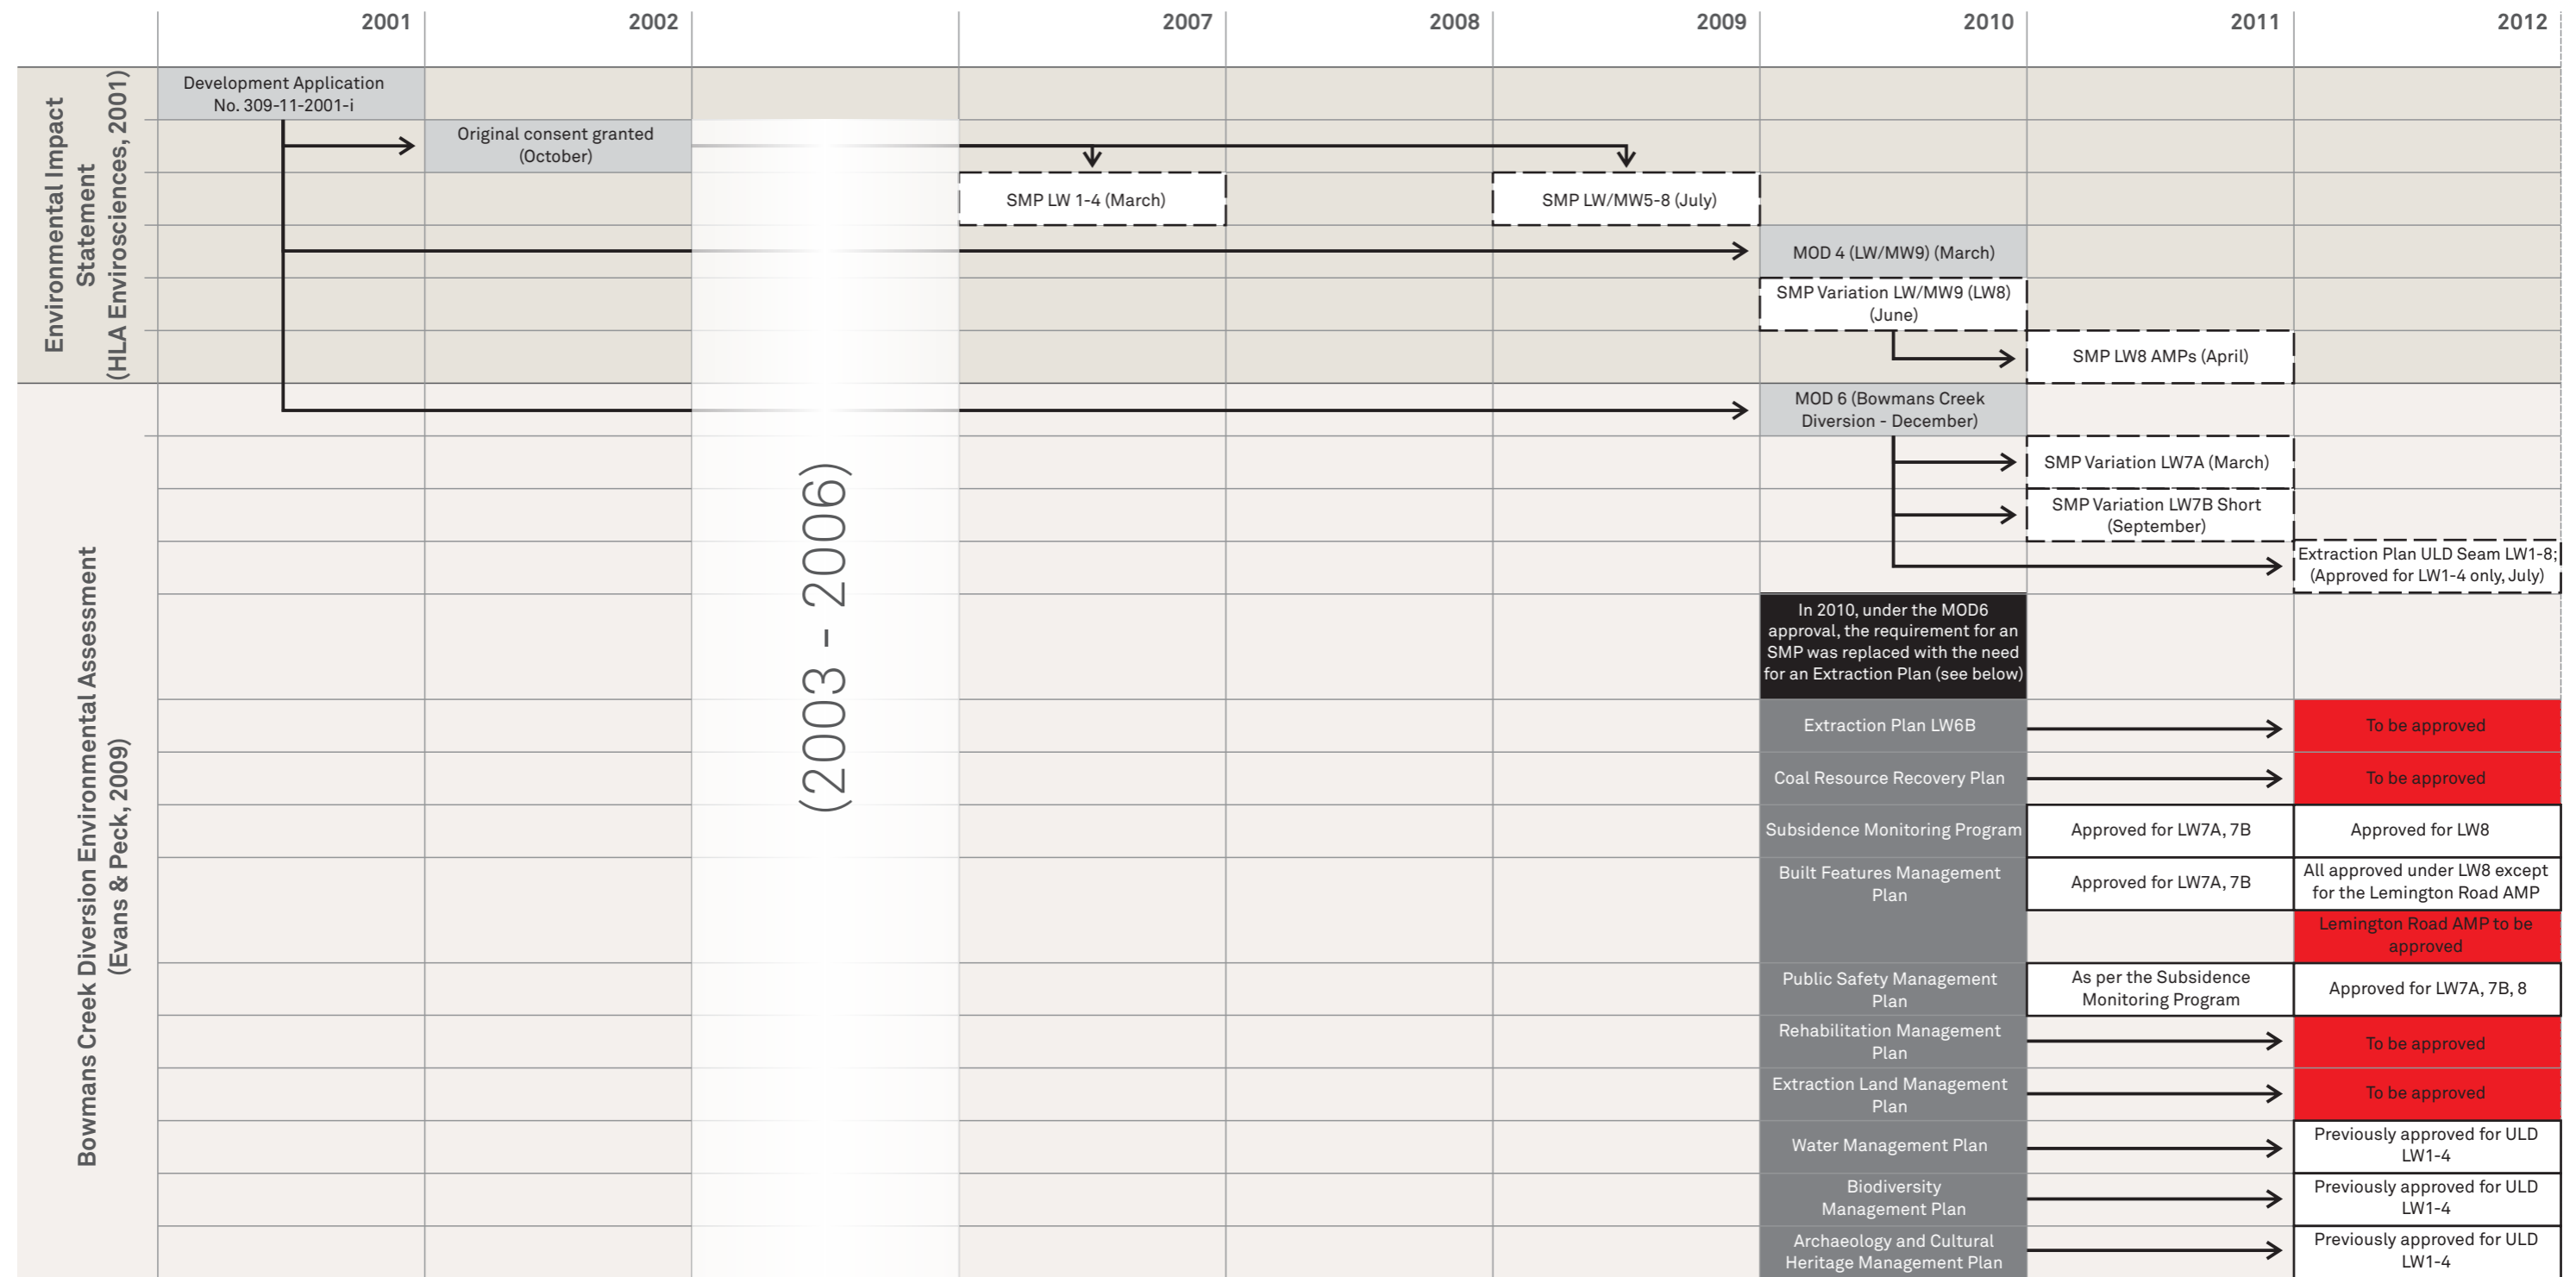 2001
2002
2007
2008
2009
2010
2011
2012
Environmental Impact
Statement
(HLA Envirosciences, 2001)
Development Application
No. 309-11-2001-i
Original consent granted
(October)
SMP LW 1-4 (March)
SMP LW/MW5-8 (July)
MOD 4 (LW/MW9) (March)
SMP Variation LW/MW9 (LW8)
(June)
SMP LW8 AMPs (April)
Bowmans Creek Diversion Environmental Assessment
(Evans & Peck, 2009)
(2003 - 2006)
MOD 6 (Bowmans Creek
Diversion - December)
SMP Variation LW7A (March)
SMP Variation LW7B Short
(September)
Extraction Plan ULD Seam LW1-8;
(Approved for LW1-4 only, July)
In 2010, under the MOD6
approval, the requirement for an
SMP was replaced with the need
for an Extraction Plan (see below)
Extraction Plan LW6B
To be approved
Coal Resource Recovery Plan
To be approved
Subsidence Monitoring Program
Approved for LW7A, 7B
Approved for LW8
Built Features Management
Plan
Approved for LW7A, 7B
All approved under LW8 except
for the Lemington Road AMP
Lemington Road AMP to be
approved
Public Safety Management
Plan
As per the Subsidence
Monitoring Program
Approved for LW7A, 7B, 8
Rehabilitation Management
Plan
To be approved
Extraction Land Management
Plan
To be approved
Water Management Plan
Previously approved for ULD
LW1-4
Biodiversity
Management Plan
Previously approved for ULD
LW1-4
Archaeology and Cultural
Heritage Management Plan
Previously approved for ULD
LW1-4